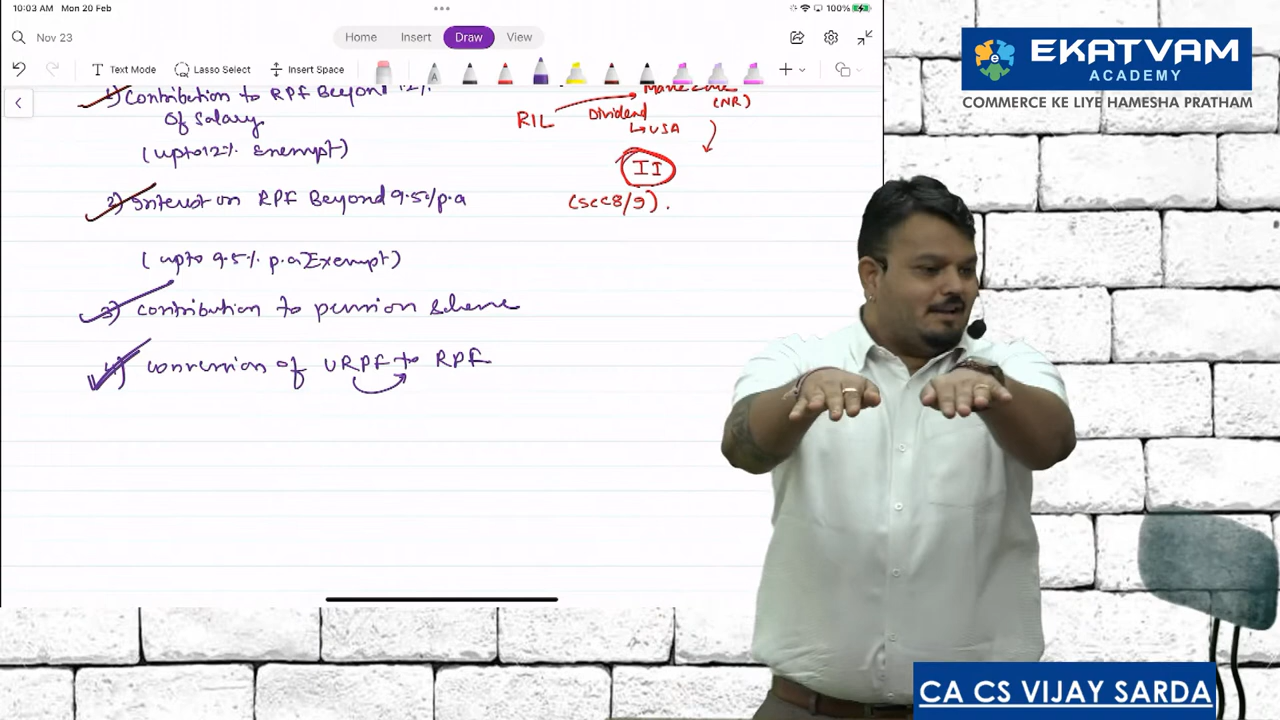 10:03 AM Mon 20 Feb
100%
Nov 23
Home Insert Draw View
Text Mode Lasso Select Insert Space
1) Contribution to RPF Beyond 12%
Of Salary
(upto 12% Exempt)
2) Interest on RPF Beyond 9.5% p.a
(upto 9.5% p.a Exempt)
3) contribution to pension scheme
4) conversion of URPF to RPF
(NR)
RIL
Dividend
USA
II
(sec 8/9).
EKATVAM
ACADEMY
COMMERCE KE LIYE HAMESHA PRATHAM
CA CS VIJAY SARDA